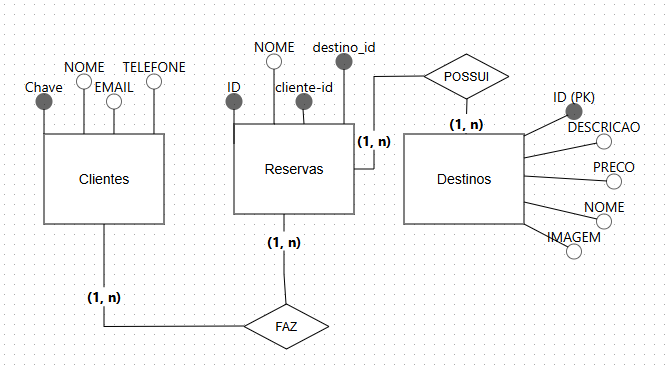 NOME
destino_id
NOME
TELEFONE
POSSUI
Chave
EMAIL
ID
cliente-id
ID (PK)
(1, n)
DESCRICAO
(1, n)
Clientes
Reservas
Destinos
PRECO
NOME
(1, n)
IMAGEM
(1, n)
FAZ